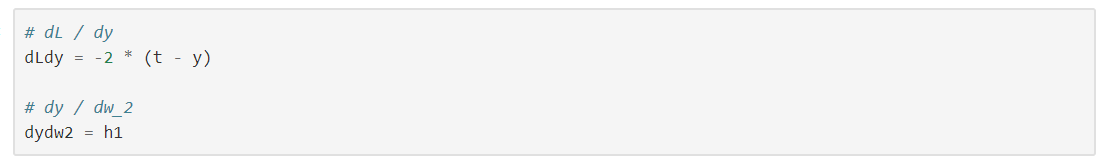 # dL / dy
dLdy = -2 * (t - y)
# dy / dw_2
dydw2 = h1